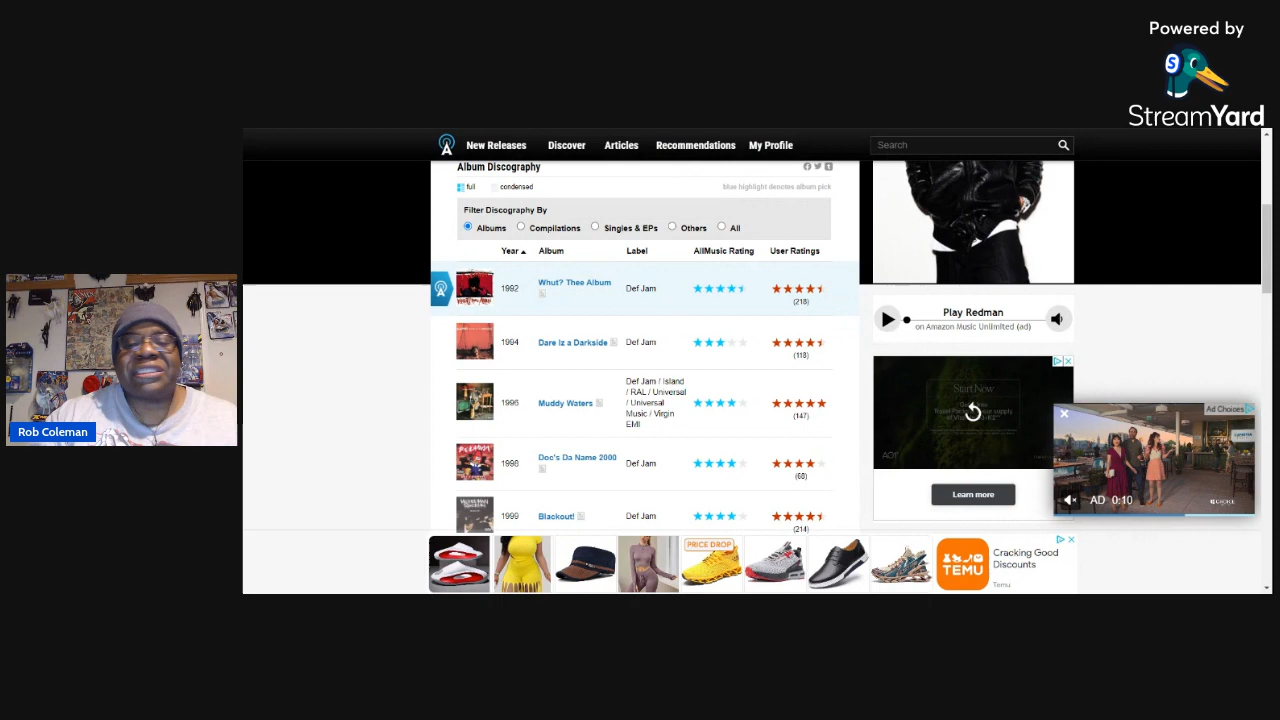 Powered by
StreamYard
New Releases Discover Articles Recommendations My Profile Search
Album Discography
full condensed blue highlight denotes album pick
Filter Discography By
Albums Compilations Singles & EPs Others All
Year Album Label AllMusic Rating User Ratings
1992 Whut? Thee Album Def Jam (218)
1994 Dare Iz a Darkside Def Jam (118)
1996 Muddy Waters Def Jam / Island / RAL / Universal / Universal Music / Virgin EMI (147)
1998 Doc's Da Name 2000 Def Jam (68)
1999 Blackout! Def Jam (214)
Play Redman
on Amazon Music Unlimited (ad)
Start Now
Learn more
Ad Choices
AD 0:10
Rob Coleman
PRICE DROP
TEMU
Cracking Good
Discounts
Temu